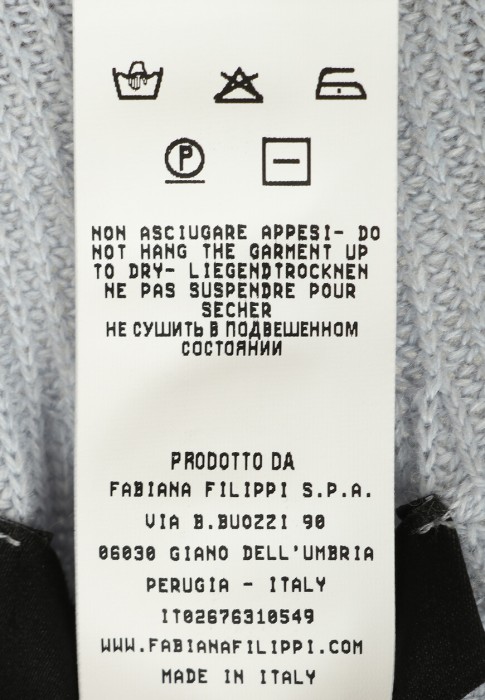 P
NON ASCIUGARE APPESI- DO
NOT HANG THE GARMENT UP
TO DRY- LIEGENDTROCKNEN
NE PAS SUSPENDRE POUR
SECHER
НЕ СУШИТЬ В ПОДВЕШЕННОМ
СОСТОЯНИИ
PRODOTTO DA
FABIANA FILIPPI S.P.A.
VIA B.BUOZZI 90
06030 GIANO DELL'UMBRIA
PERUGIA - ITALY
IT02676310549
WWW.FABIANAFILIPPI.COM
MADE IN ITALY